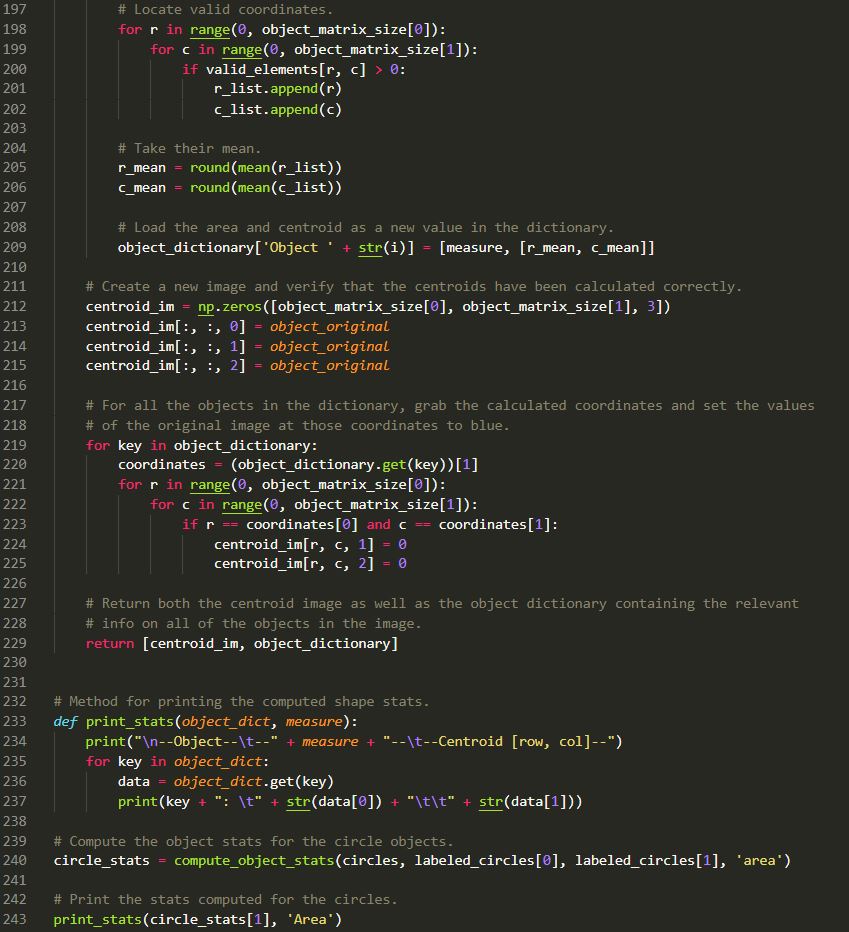 197 # Locate valid coordinates.
198 for r in range(0, object_matrix_size[0]):
199 for c in range(0, object_matrix_size[1]):
200 if valid_elements[r, c] > 0:
201 r_list.append(r)
202 c_list.append(c)
203
204 # Take their mean.
205 r_mean = round(mean(r_list))
206 c_mean = round(mean(c_list))
207
208 # Load the area and centroid as a new value in the dictionary.
209 object_dictionary['Object ' + str(i)] = [measure, [r_mean, c_mean]]
210
211 # Create a new image and verify that the centroids have been calculated correctly.
212 centroid_im = np.zeros([object_matrix_size[0], object_matrix_size[1], 3])
213 centroid_im[:, :, 0] = object_original
214 centroid_im[:, :, 1] = object_original
215 centroid_im[:, :, 2] = object_original
216
217 # For all the objects in the dictionary, grab the calculated coordinates and set the values
218 # of the original image at those coordinates to blue.
219 for key in object_dictionary:
220 coordinates = (object_dictionary.get(key))[1]
221 for r in range(0, object_matrix_size[0]):
222 for c in range(0, object_matrix_size[1]):
223 if r == coordinates[0] and c == coordinates[1]:
224 centroid_im[r, c, 1] = 0
225 centroid_im[r, c, 2] = 0
226
227 # Return both the centroid image as well as the object dictionary containing the relevant
228 # info on all of the objects in the image.
229 return [centroid_im, object_dictionary]
230
231
232 # Method for printing the computed shape stats.
233 def print_stats(object_dict, measure):
234 print("\n--Object--\t--" + measure + "--\t--Centroid [row, col]--")
235 for key in object_dict:
236 data = object_dict.get(key)
237 print(key + ": \t" + str(data[0]) + "\t\t" + str(data[1]))
238
239 # Compute the object stats for the circle objects.
240 circle_stats = compute_object_stats(circles, labeled_circles[0], labeled_circles[1], 'area')
241
242 # Print the stats computed for the circles.
243 print_stats(circle_stats[1], 'Area')